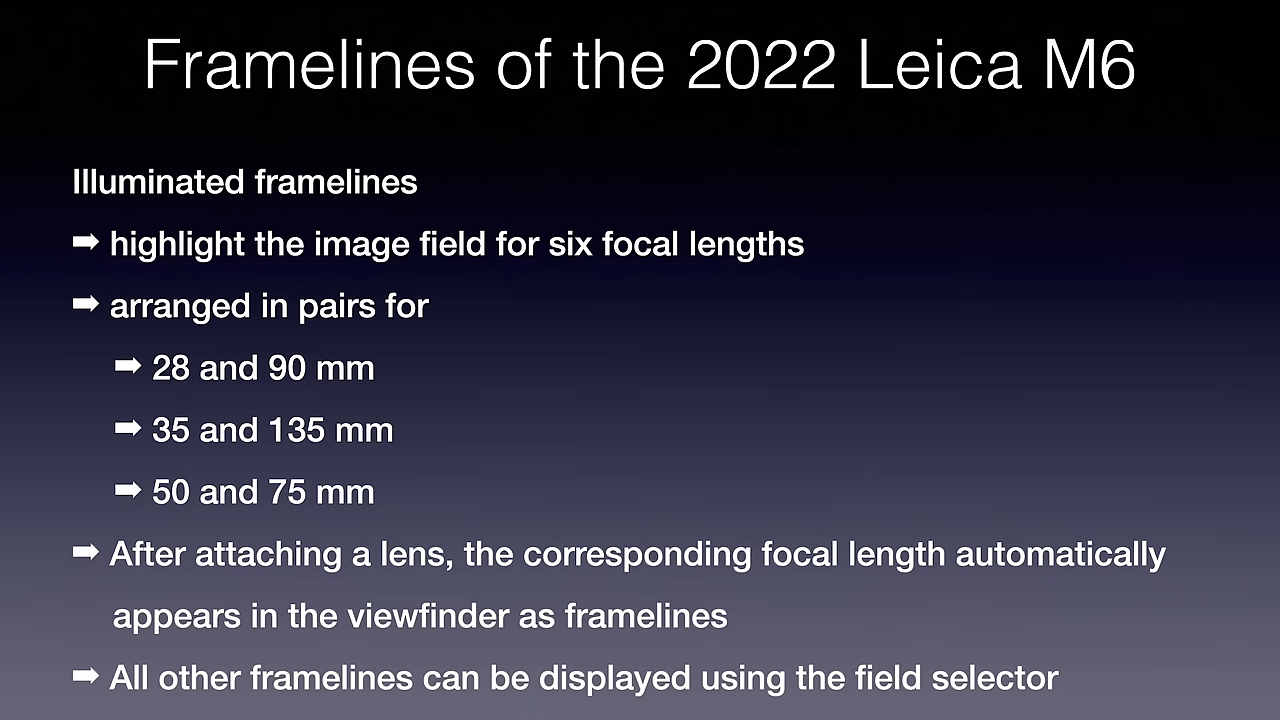 Framelines of the 2022 Leica M6
Illuminated framelines
➡ highlight the image field for six focal lengths
➡ arranged in pairs for
➡ 28 and 90 mm
➡ 35 and 135 mm
➡ 50 and 75 mm
➡ After attaching a lens, the corresponding focal length automatically
appears in the viewfinder as framelines
➡ All other framelines can be displayed using the field selector